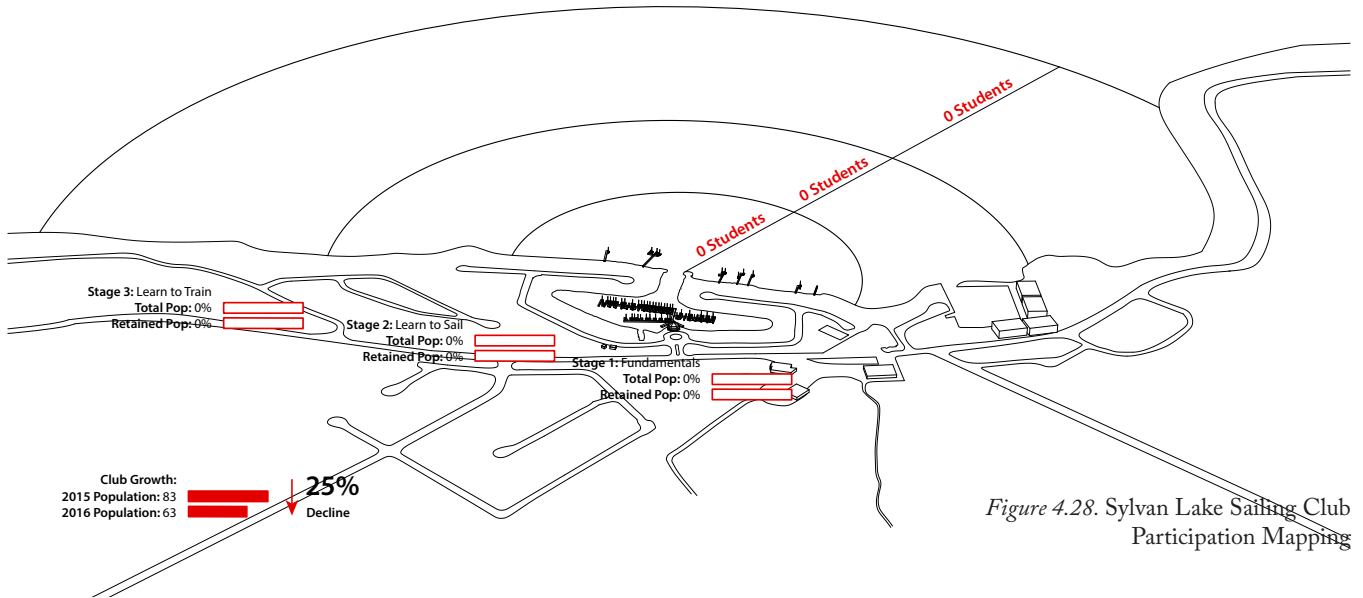 0 Students
0 Students
0 Students
Stage 3: Learn to Train
Total Pop: 0%
Retained Pop: 0%
Stage 2: Learn to Sail
Total Pop: 0%
Retained Pop: 0%
Stage 1: Fundamentals
Total Pop: 0%
Retained Pop: 0%
Club Growth:
2015 Population: 83
2016 Population: 63
25%
Decline
Figure 4.28. Sylvan Lake Sailing Club
Participation Mapping